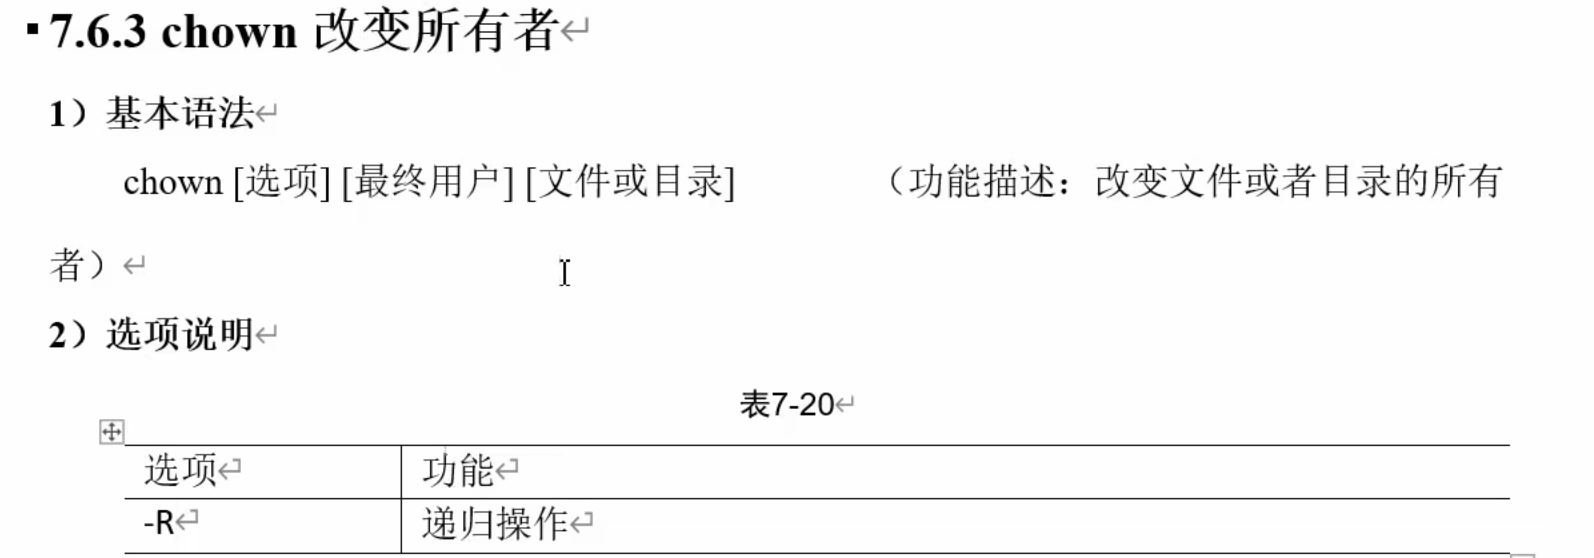 7.6.3 chown 改变所有者
1）基本语法
chown [选项] [最终用户] [文件或目录] （功能描述：改变文件或者目录的所有
者）
2）选项说明
表7-20
选项 功能
-R 递归操作